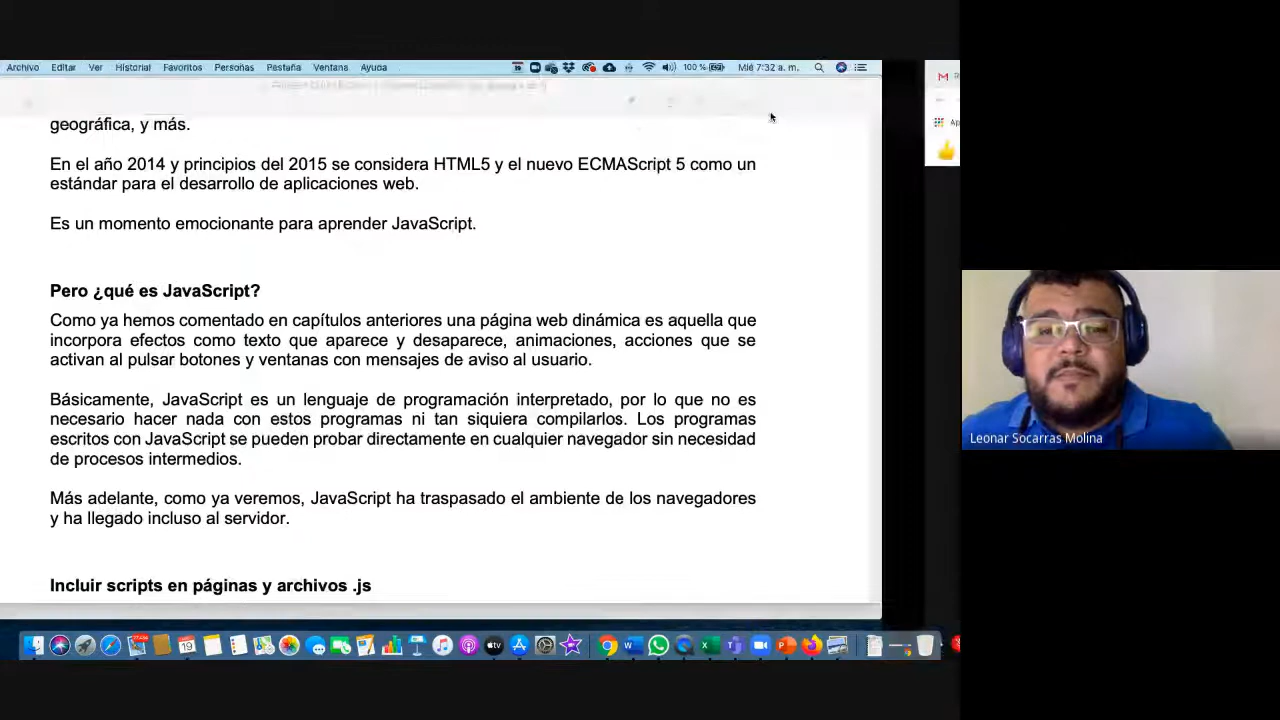 Archivo Editar Ver Historial Favoritos Personas Pestaña Ventana Ayuda 100 % Mié 7:32 a. m.
geográfica, y más.
En el año 2014 y principios del 2015 se considera HTML5 y el nuevo ECMAScript 5 como un
estándar para el desarrollo de aplicaciones web.
Es un momento emocionante para aprender JavaScript.
Pero ¿qué es JavaScript?
Como ya hemos comentado en capítulos anteriores una página web dinámica es aquella que
incorpora efectos como texto que aparece y desaparece, animaciones, acciones que se
activan al pulsar botones y ventanas con mensajes de aviso al usuario.
Básicamente, JavaScript es un lenguaje de programación interpretado, por lo que no es
necesario hacer nada con estos programas ni tan siquiera compilarlos. Los programas
escritos con JavaScript se pueden probar directamente en cualquier navegador sin necesidad
de procesos intermedios.
Más adelante, como ya veremos, JavaScript ha traspasado el ambiente de los navegadores
y ha llegado incluso al servidor.
Incluir scripts en páginas y archivos .js
Leonar Socarras Molina
19